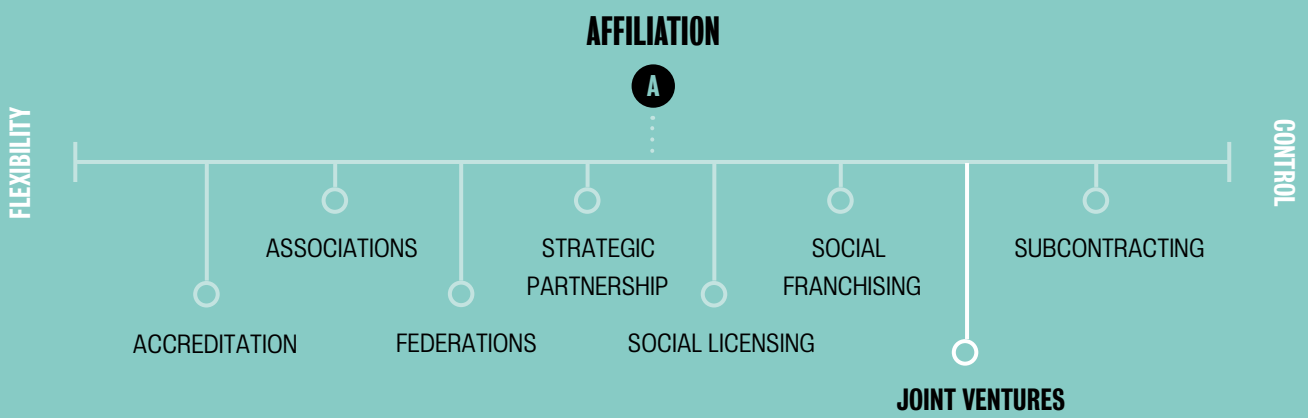 AFFILIATION
A
FLEXIBILITY
CONTROL
ASSOCIATIONS
STRATEGIC
PARTNERSHIP
SOCIAL
FRANCHISING
SUBCONTRACTING
ACCREDITATION
FEDERATIONS
SOCIAL LICENSING
JOINT VENTURES